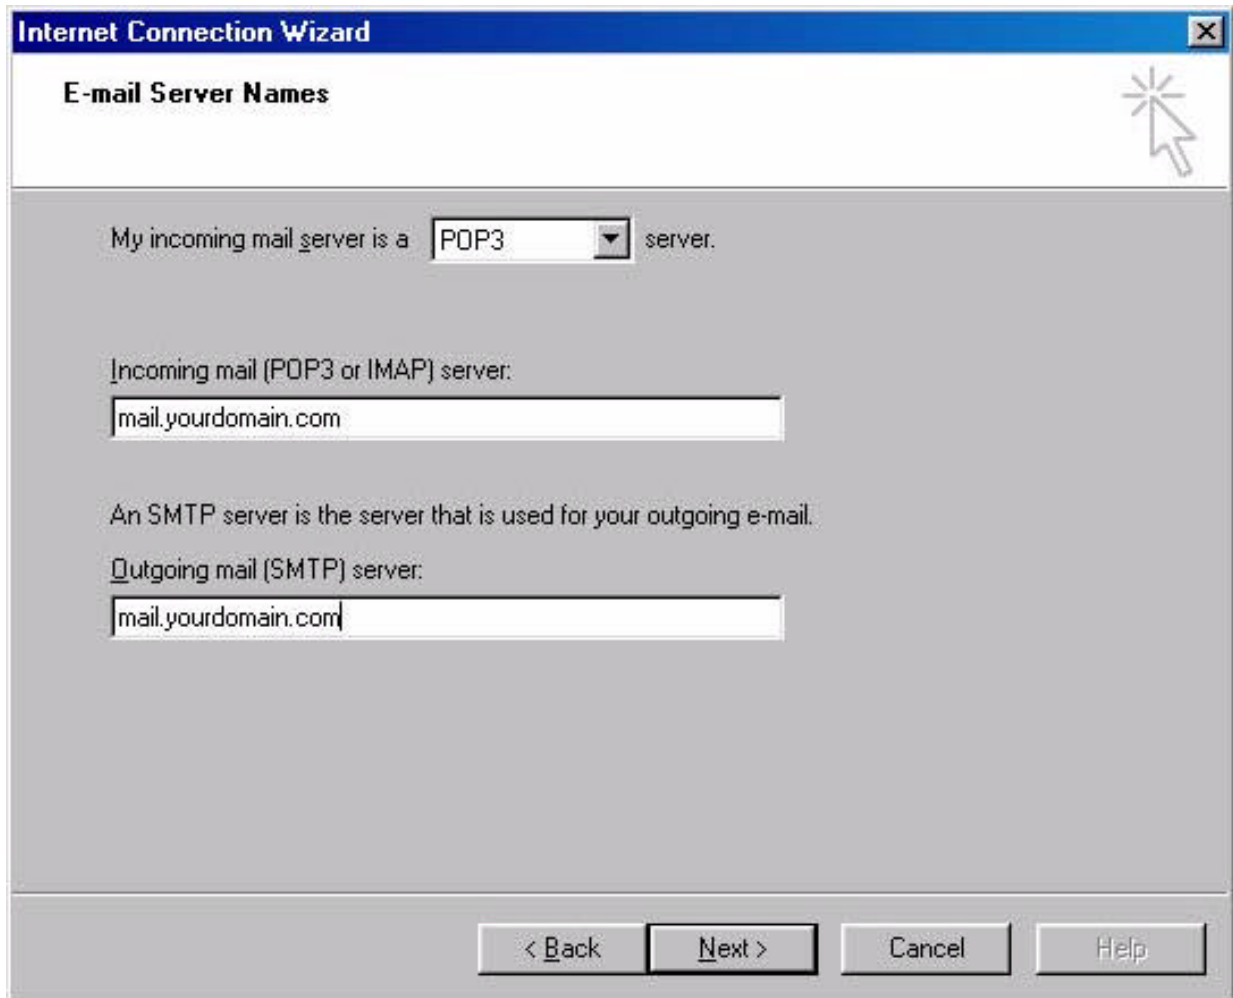 Internet Connection Wizard
E-mail Server Names
My incoming mail server is a POP3 server.
Incoming mail (POP3 or IMAP) server:
mail.yourdomain.com
An SMTP server is the server that is used for your outgoing e-mail.
Outgoing mail (SMTP) server:
mail.yourdomain.com
< Back Next > Cancel Help